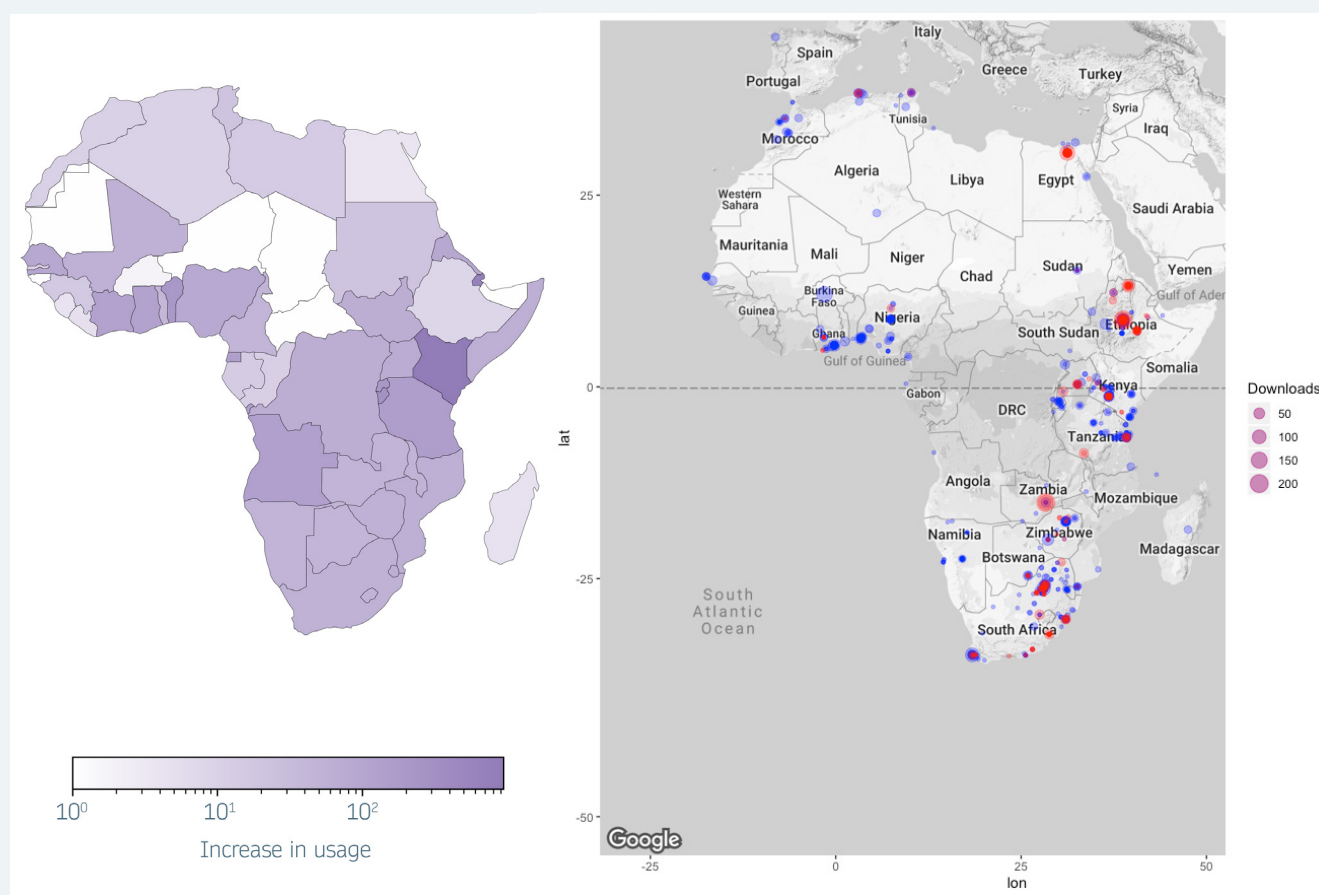 10⁰
10¹
10²
Increase in usage
Italy
Spain
Greece
Portugal
Turkey
Syria
Tunisia
Iraq
Morocco
Algeria
Libya
Egypt
25
Western
Sahara
Saudi Arabia
Mauritania
Mali
Niger
Chad
Sudan
Yemen
Burkina
Faso
Gulf of Aden
Guinea
Nigeria
Ethiopia
Ghana
South Sudan
Gulf of Guinea
Somalia
0
Kenya
Gabon
DRC
Tanzania
Angola
Zambia
Mozambique
Namibia
Zimbabwe
Botswana
Madagascar
-25
South
Atlantic
Ocean
South Africa
-50
Google
-25
0
25
50
lat
lon
Downloads
50
100
150
200